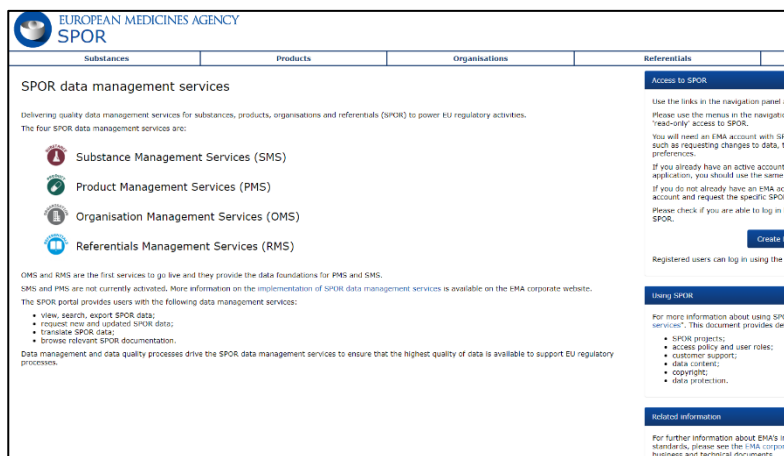 EUROPEAN MEDICINES AGENCY
SPOR
Substances
Products
Organisations
Referentials
SPOR data management services
Delivering quality data management services for substances, products, organisations and referentials (SPOR) to power EU regulatory activities.
The four SPOR data management services are:
Substance Management Services (SMS)
Product Management Services (PMS)
Organisation Management Services (OMS)
Referentials Management Services (RMS)
OMS and RMS are the first services to go live and they provide the data foundations for PMS and SMS.
SMS and PMS are not currently activated. More information on the implementation of SPOR data management services is available on the EMA corporate website.
The SPOR portal provides users with the following data management services:
• view, search, export SPOR data;
• request new and updated SPOR data;
• translate SPOR data;
• browse relevant SPOR documentation.
Data management and data quality processes drive the SPOR data management services to ensure that the highest quality of data is available to support EU regulatory
processes.
Access to SPOR
Use the links in the navigation panel
Please use the menus in the
'read-only' access to SPOR.
You will need an EMA account with
such as requesting changes to data,
preferences.
If you already have an active account
application, you should use the same
If you do not already have an EMA
account and request the specific
Please check if you are able to log in
SPOR.
Create
Registered users can log in using the
Using SPOR
For more information about using
services". This document provides
• SPOR projects;
• access policy and user roles;
• customer support;
• data content;
• copyright;
• data protection.
Related information
For further information about EMA's
standards, please see the EMA
business and technical documents